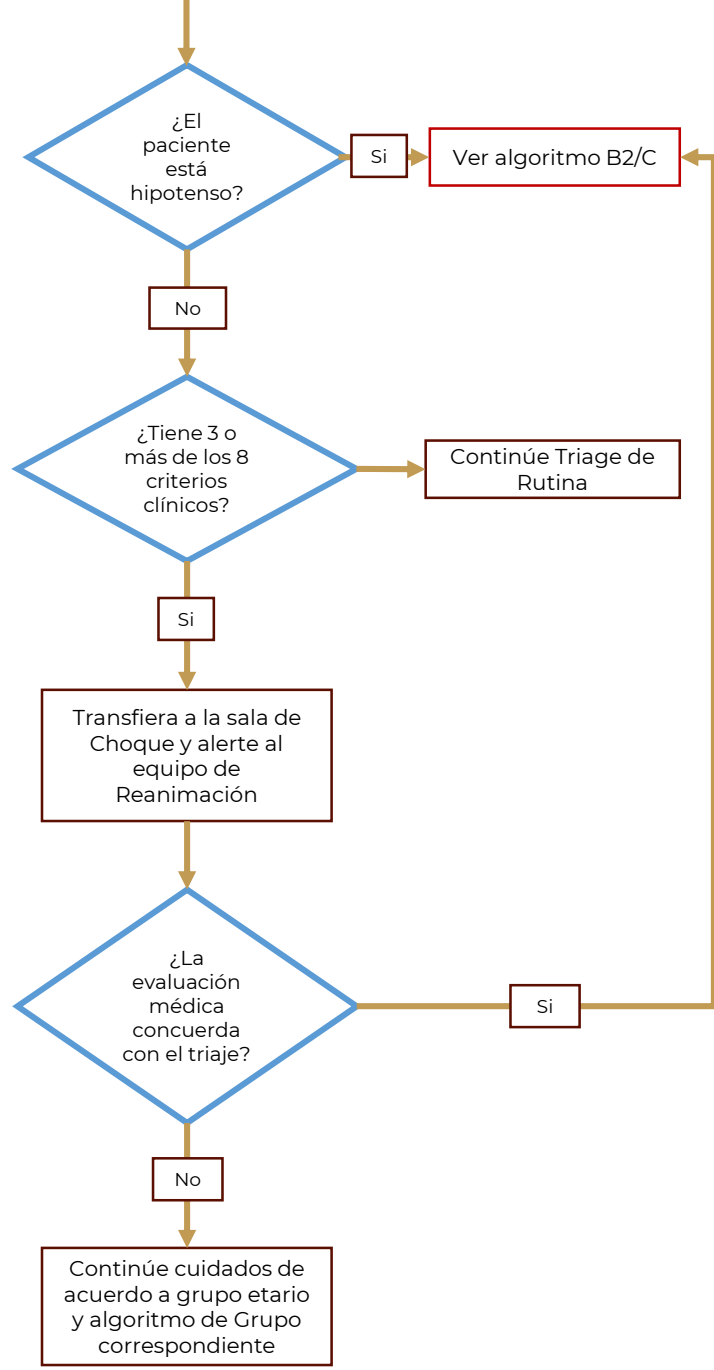 ¿El
paciente
está
hipotenso?
Si
Ver algoritmo B2/C
No
¿Tiene 3 o
más de los 8
criterios
clínicos?
Continúe Triage de
Rutina
Si
Transfiera a la sala de
Choque y alerte al
equipo de
Reanimación
¿La
evaluación
médica
concuerda
con el triaje?
Si
No
Continúe cuidados de
acuerdo a grupo etario
y algoritmo de Grupo
correspondiente